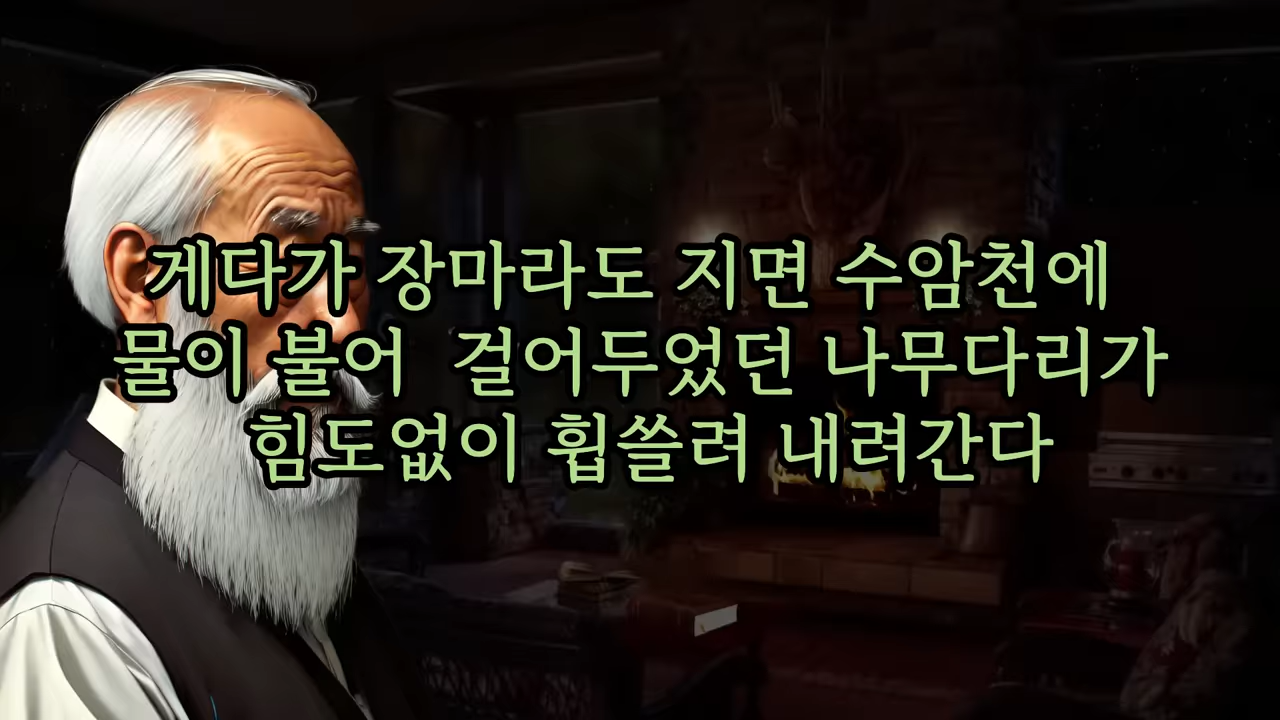 게다가 장마라도 지면 수암천에
물이 불어  걸어두었던 나무다리가
힘도없이 휩쓸려 내려간다